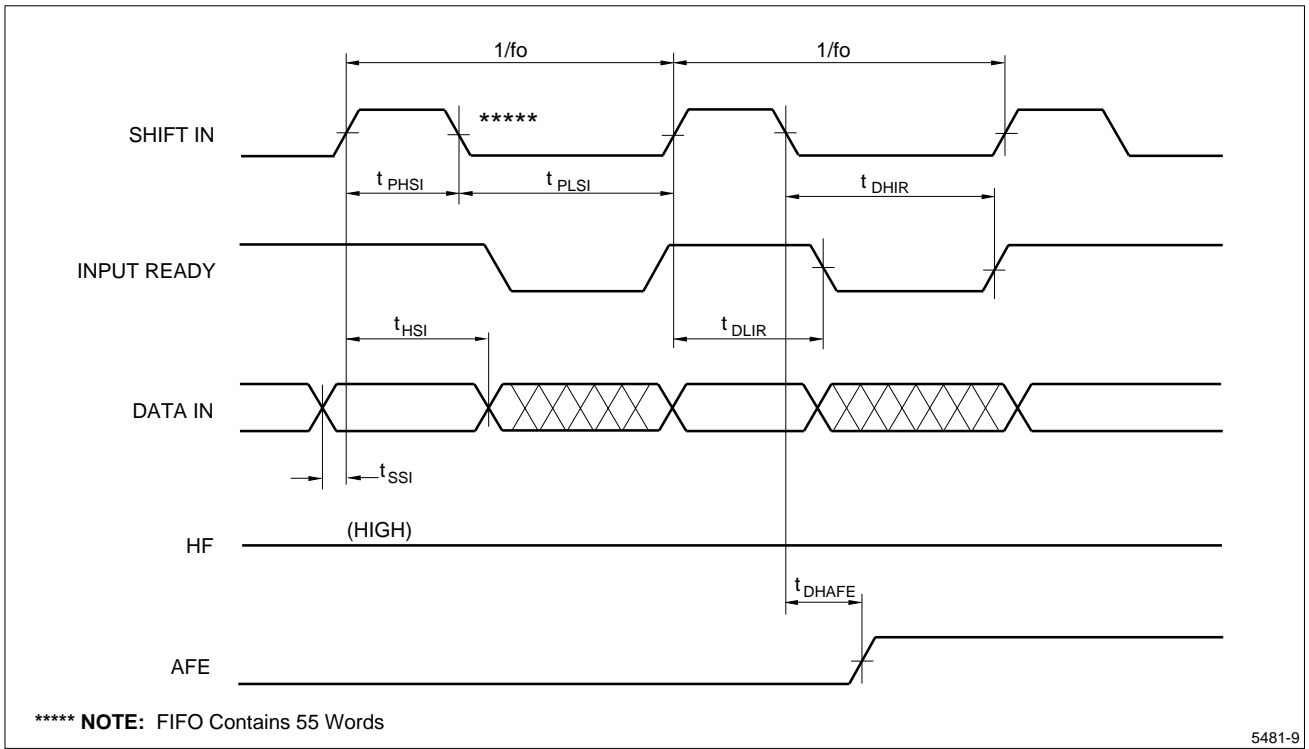 1/fo 1/fo
SHIFT IN
*****
t PHSI t PLSI t DHIR
INPUT READY
t HSI t DLIR
DATA IN
t SSI
HF (HIGH)
t DHAFE
AFE
***** NOTE: FIFO Contains 55 Words
5481-9